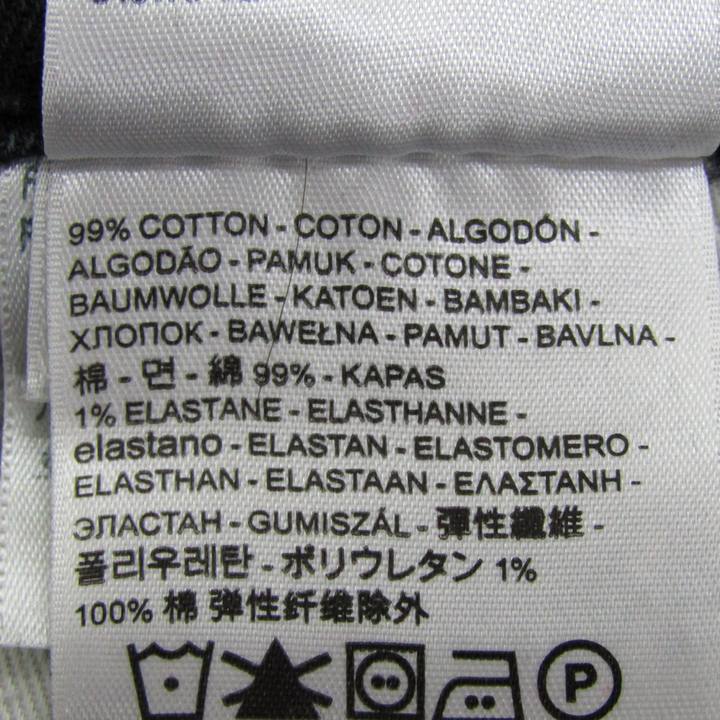 99% COTTON - COTON - ALGODÓN -
ALGODÃO - PAMUK - COTONE -
BAUMWOLLE - KATOEN - BAMBAKI -
ХЛОПОК - BAWEŁNA - PAMUT - BAVLNA -
棉 - 면 - 綿 99% - KAPAS
1% ELASTANE - ELASTHANNE -
elastano - ELASTAN - ELASTOMERO -
ELASTHAN - ELASTAAN - ΕΛΑΣΤΑΝΗ -
ЭЛАСТАН - GUMISZÁL - 彈性纖維 -
폴리우레탄 - ポリウレタン 1%
100% 棉 弹性纤维除外
P